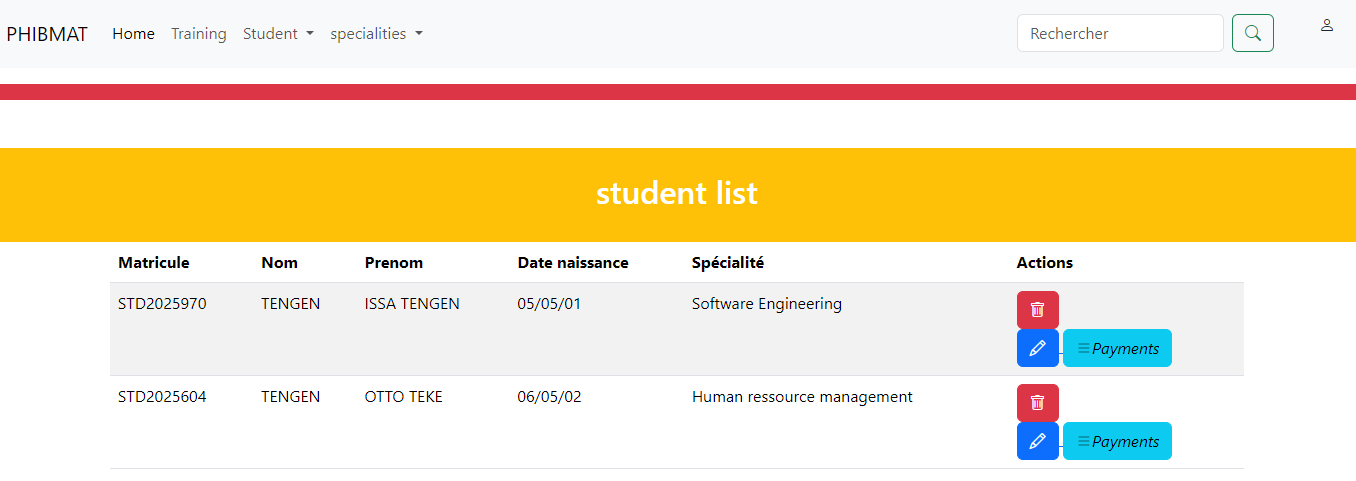 PHIBMAT Home Training Student specialities Rechercher
student list
Matricule Nom Prenom Date naissance Spécialité Actions
STD2025970 TENGEN ISSA TENGEN 05/05/01 Software Engineering
Payments
STD2025604 TENGEN OTTO TEKE 06/05/02 Human ressource management
Payments